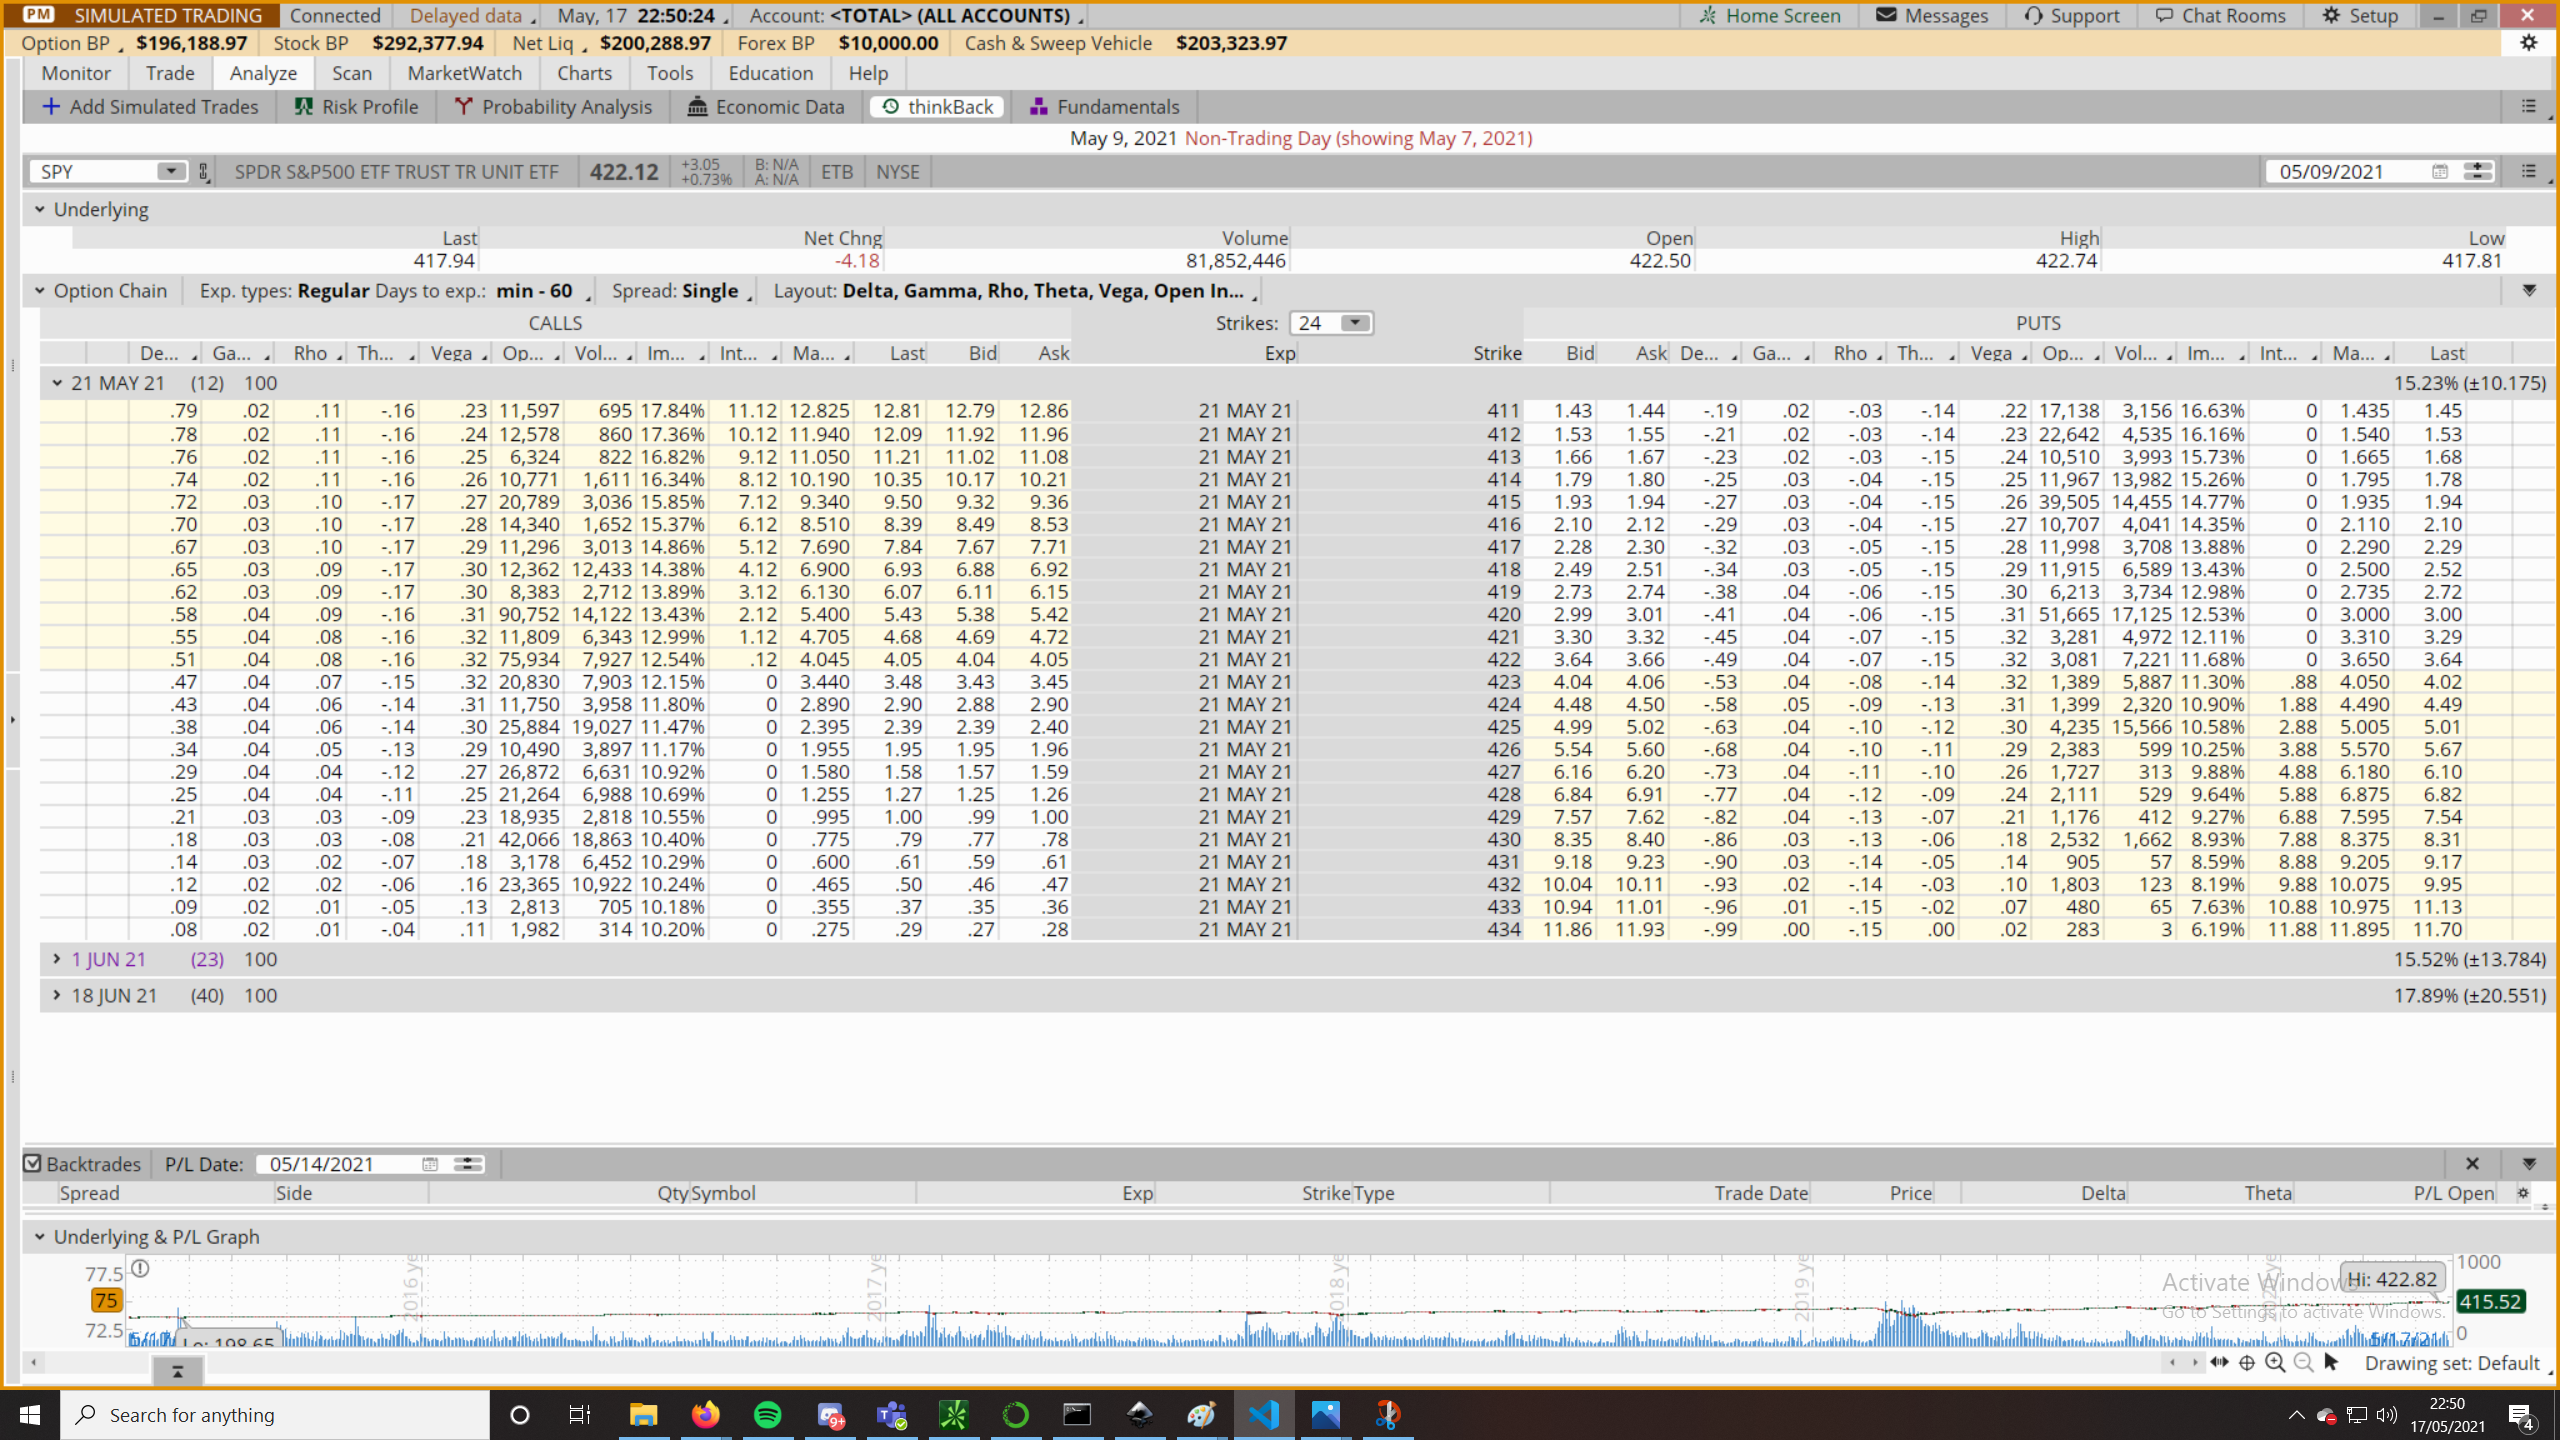 PM SIMULATED TRADING Connected Delayed data May, 17 22:50:24 Account: <TOTAL> (ALL ACCOUNTS) Home Screen Messages Support Chat Rooms Setup
Option BP $196,188.97 Stock BP $292,377.94 Net Liq $200,288.97 Forex BP $10,000.00 Cash & Sweep Vehicle $203,323.97
Monitor Trade Analyze Scan MarketWatch Charts Tools Education Help
Add Simulated Trades Risk Profile Probability Analysis Economic Data thinkBack Fundamentals
May 9, 2021 Non-Trading Day (showing May 7, 2021)
SPY SPDR S&P500 ETF TRUST TR UNIT ETF 422.12 +3.05 +0.73% B: N/A A: N/A ETB NYSE 05/09/2021
Underlying
Last Net Chng Volume Open High Low
417.94 -4.18 81,852,446 422.50 422.74 417.81
Option Chain Exp. types: Regular Days to exp.: min - 60 Spread: Single Layout: Delta, Gamma, Rho, Theta, Vega, Open In...
CALLS Strikes: 24 PUTS
De... Ga... Rho Th... Vega Op... Vol... Im... Int... Ma... Last Bid Ask Exp Strike Bid Ask De... Ga... Rho Th... Vega Op... Vol... Im... Int... Ma... Last
21 MAY 21 (12) 100 15.23% (±10.175)
.79 .02 .11 -.16 .23 11,597 695 17.84% 11.12 12.825 12.81 12.79 12.86 21 MAY 21 411 1.43 1.44 -.19 .02 -.03 -.14 .22 17,138 3,156 16.63% 0 1.435 1.45
.78 .02 .11 -.16 .24 12,578 860 17.36% 10.12 11.940 12.09 11.92 11.96 21 MAY 21 412 1.53 1.55 -.21 .02 -.03 -.14 .23 22,642 4,535 16.16% 0 1.540 1.53
.76 .02 .11 -.16 .25 6,324 822 16.82% 9.12 11.050 11.21 11.02 11.08 21 MAY 21 413 1.66 1.67 -.23 .02 -.03 -.15 .24 10,510 3,993 15.73% 0 1.665 1.68
.74 .02 .11 -.16 .26 10,771 1,611 16.34% 8.12 10.190 10.35 10.17 10.21 21 MAY 21 414 1.79 1.80 -.25 .03 -.04 -.15 .25 11,967 13,982 15.26% 0 1.795 1.78
.72 .03 .10 -.17 .27 20,789 3,036 15.85% 7.12 9.340 9.50 9.32 9.36 21 MAY 21 415 1.93 1.94 -.27 .03 -.04 -.15 .26 39,505 14,455 14.77% 0 1.935 1.94
.70 .03 .10 -.17 .28 14,340 1,652 15.37% 6.12 8.510 8.39 8.49 8.53 21 MAY 21 416 2.10 2.12 -.29 .03 -.04 -.15 .27 10,707 4,041 14.35% 0 2.110 2.10
.67 .03 .10 -.17 .29 11,296 3,013 14.86% 5.12 7.690 7.84 7.67 7.71 21 MAY 21 417 2.28 2.30 -.32 .03 -.05 -.15 .28 11,998 3,708 13.88% 0 2.290 2.29
.65 .03 .09 -.17 .30 12,362 12,433 14.38% 4.12 6.900 6.93 6.88 6.92 21 MAY 21 418 2.49 2.51 -.34 .03 -.05 -.15 .29 11,915 6,589 13.43% 0 2.500 2.52
.62 .03 .09 -.17 .30 8,383 2,712 13.89% 3.12 6.130 6.07 6.11 6.15 21 MAY 21 419 2.73 2.74 -.38 .04 -.06 -.15 .30 6,213 3,734 12.98% 0 2.735 2.72
.58 .04 .09 -.16 .31 90,752 14,122 13.43% 2.12 5.400 5.43 5.38 5.42 21 MAY 21 420 2.99 3.01 -.41 .04 -.06 -.15 .31 51,665 17,125 12.53% 0 3.000 3.00
.55 .04 .08 -.16 .32 11,809 6,343 12.99% 1.12 4.705 4.68 4.69 4.72 21 MAY 21 421 3.30 3.32 -.45 .04 -.07 -.15 .32 3,281 4,972 12.11% 0 3.310 3.29
.51 .04 .08 -.16 .32 75,934 7,927 12.54% .12 4.045 4.05 4.04 4.05 21 MAY 21 422 3.64 3.66 -.49 .04 -.07 -.15 .32 3,081 7,221 11.68% 0 3.650 3.64
.47 .04 .07 -.15 .32 20,830 7,903 12.15% 0 3.440 3.48 3.43 3.45 21 MAY 21 423 4.04 4.06 -.53 .04 -.08 -.14 .32 1,389 5,887 11.30% .88 4.050 4.02
.43 .04 .06 -.14 .31 11,750 3,958 11.80% 0 2.890 2.90 2.88 2.90 21 MAY 21 424 4.48 4.50 -.58 .05 -.09 -.13 .31 1,399 2,320 10.90% 1.88 4.490 4.49
.38 .04 .06 -.14 .30 25,884 19,027 11.47% 0 2.395 2.39 2.39 2.40 21 MAY 21 425 4.99 5.02 -.63 .04 -.10 -.12 .30 4,235 15,566 10.58% 2.88 5.005 5.01
.34 .04 .05 -.13 .29 10,490 3,897 11.17% 0 1.955 1.95 1.95 1.96 21 MAY 21 426 5.54 5.60 -.68 .04 -.10 -.11 .29 2,383 599 10.25% 3.88 5.570 5.67
.29 .04 .04 -.12 .27 26,872 6,631 10.92% 0 1.580 1.58 1.57 1.59 21 MAY 21 427 6.16 6.20 -.73 .04 -.11 -.10 .26 1,727 313 9.88% 4.88 6.180 6.10
.25 .04 .04 -.11 .25 21,264 6,988 10.69% 0 1.255 1.27 1.25 1.26 21 MAY 21 428 6.84 6.91 -.77 .04 -.12 -.09 .24 2,111 529 9.64% 5.88 6.875 6.82
.21 .03 .03 -.09 .23 18,935 2,818 10.55% 0 .995 1.00 .99 1.00 21 MAY 21 429 7.57 7.62 -.82 .04 -.13 -.07 .21 1,176 412 9.27% 6.88 7.595 7.54
.18 .03 .03 -.08 .21 42,066 18,863 10.40% 0 .775 .79 .77 .78 21 MAY 21 430 8.35 8.40 -.86 .03 -.13 -.06 .18 2,532 1,662 8.93% 7.88 8.375 8.31
.14 .03 .02 -.07 .18 3,178 6,452 10.29% 0 .600 .61 .59 .61 21 MAY 21 431 9.18 9.23 -.90 .03 -.14 -.05 .14 905 57 8.59% 8.88 9.205 9.17
.12 .02 .02 -.06 .16 23,365 10,922 10.24% 0 .465 .50 .46 .47 21 MAY 21 432 10.04 10.11 -.93 .02 -.14 -.03 .10 1,803 123 8.19% 9.88 10.075 9.95
.09 .02 .01 -.05 .13 2,813 705 10.18% 0 .355 .37 .35 .36 21 MAY 21 433 10.94 11.01 -.96 .01 -.15 -.02 .07 480 65 7.63% 10.88 10.975 11.13
.08 .02 .01 -.04 .11 1,982 314 10.20% 0 .275 .29 .27 .28 21 MAY 21 434 11.86 11.93 -.99 .00 -.15 .00 .02 283 3 6.19% 11.88 11.895 11.70
1 JUN 21 (23) 100 15.52% (±13.784)
18 JUN 21 (40) 100 17.89% (±20.551)
Backtrades P/L Date: 05/14/2021
Spread Side Qty Symbol Exp Strike Type Trade Date Price Delta Theta P/L Open
Underlying & P/L Graph
77.5 2016 ye 2017 ye 2018 ye 2019 ye Hi: 422.82 1000
75 Activate Windows 415.52
72.5 Lo: 198.65 Go to Settings to activate Windows. 5/17/21 0
Drawing set: Default
Search for anything 9+ 22:50
17/05/2021 4